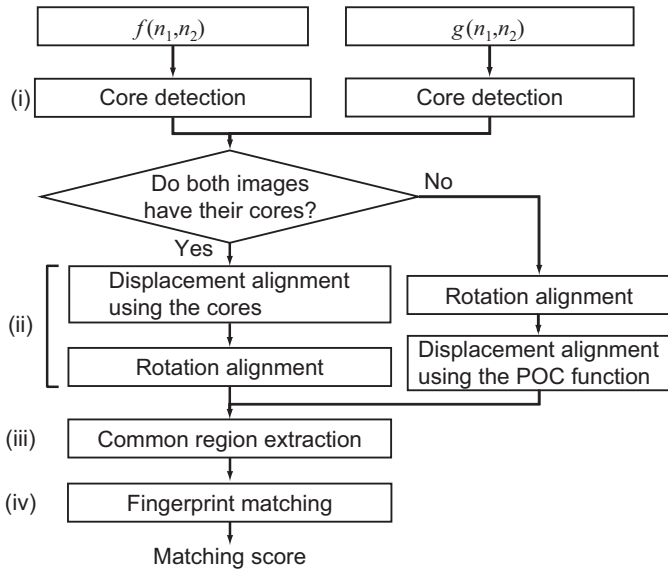 f(n₁,n₂)
g(n₁,n₂)
(i)
Core detection
Core detection
Do both images
have their cores?
No
Yes
(ii)
Displacement alignment
using the cores
Rotation alignment
Rotation alignment
Displacement alignment
using the POC function
(iii)
Common region extraction
(iv)
Fingerprint matching
Matching score